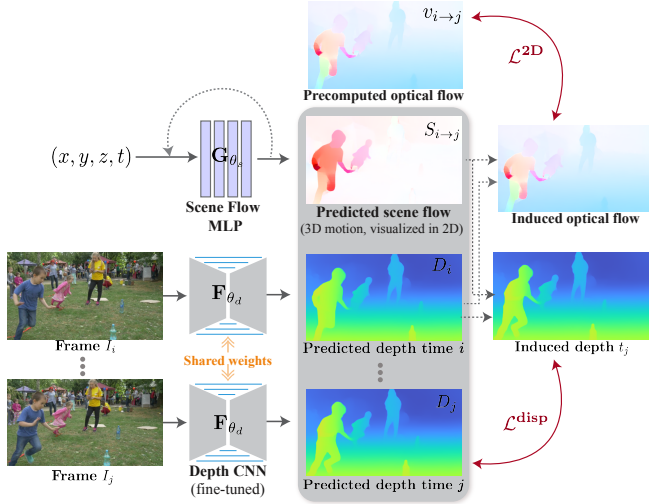 v_{i→j}
𝓛^{2D}
Precomputed optical flow
S_{i→j}
(x, y, z, t)
G_{θ_s}
Scene Flow
MLP
Predicted scene flow
(3D motion, visualized in 2D)
Induced optical flow
F_{θ_d}
D_i
Frame I_i
Shared weights
Predicted depth time i
Induced depth t_j
F_{θ_d}
D_j
𝓛^{disp}
Frame I_j
Depth CNN
(fine-tuned)
Predicted depth time j